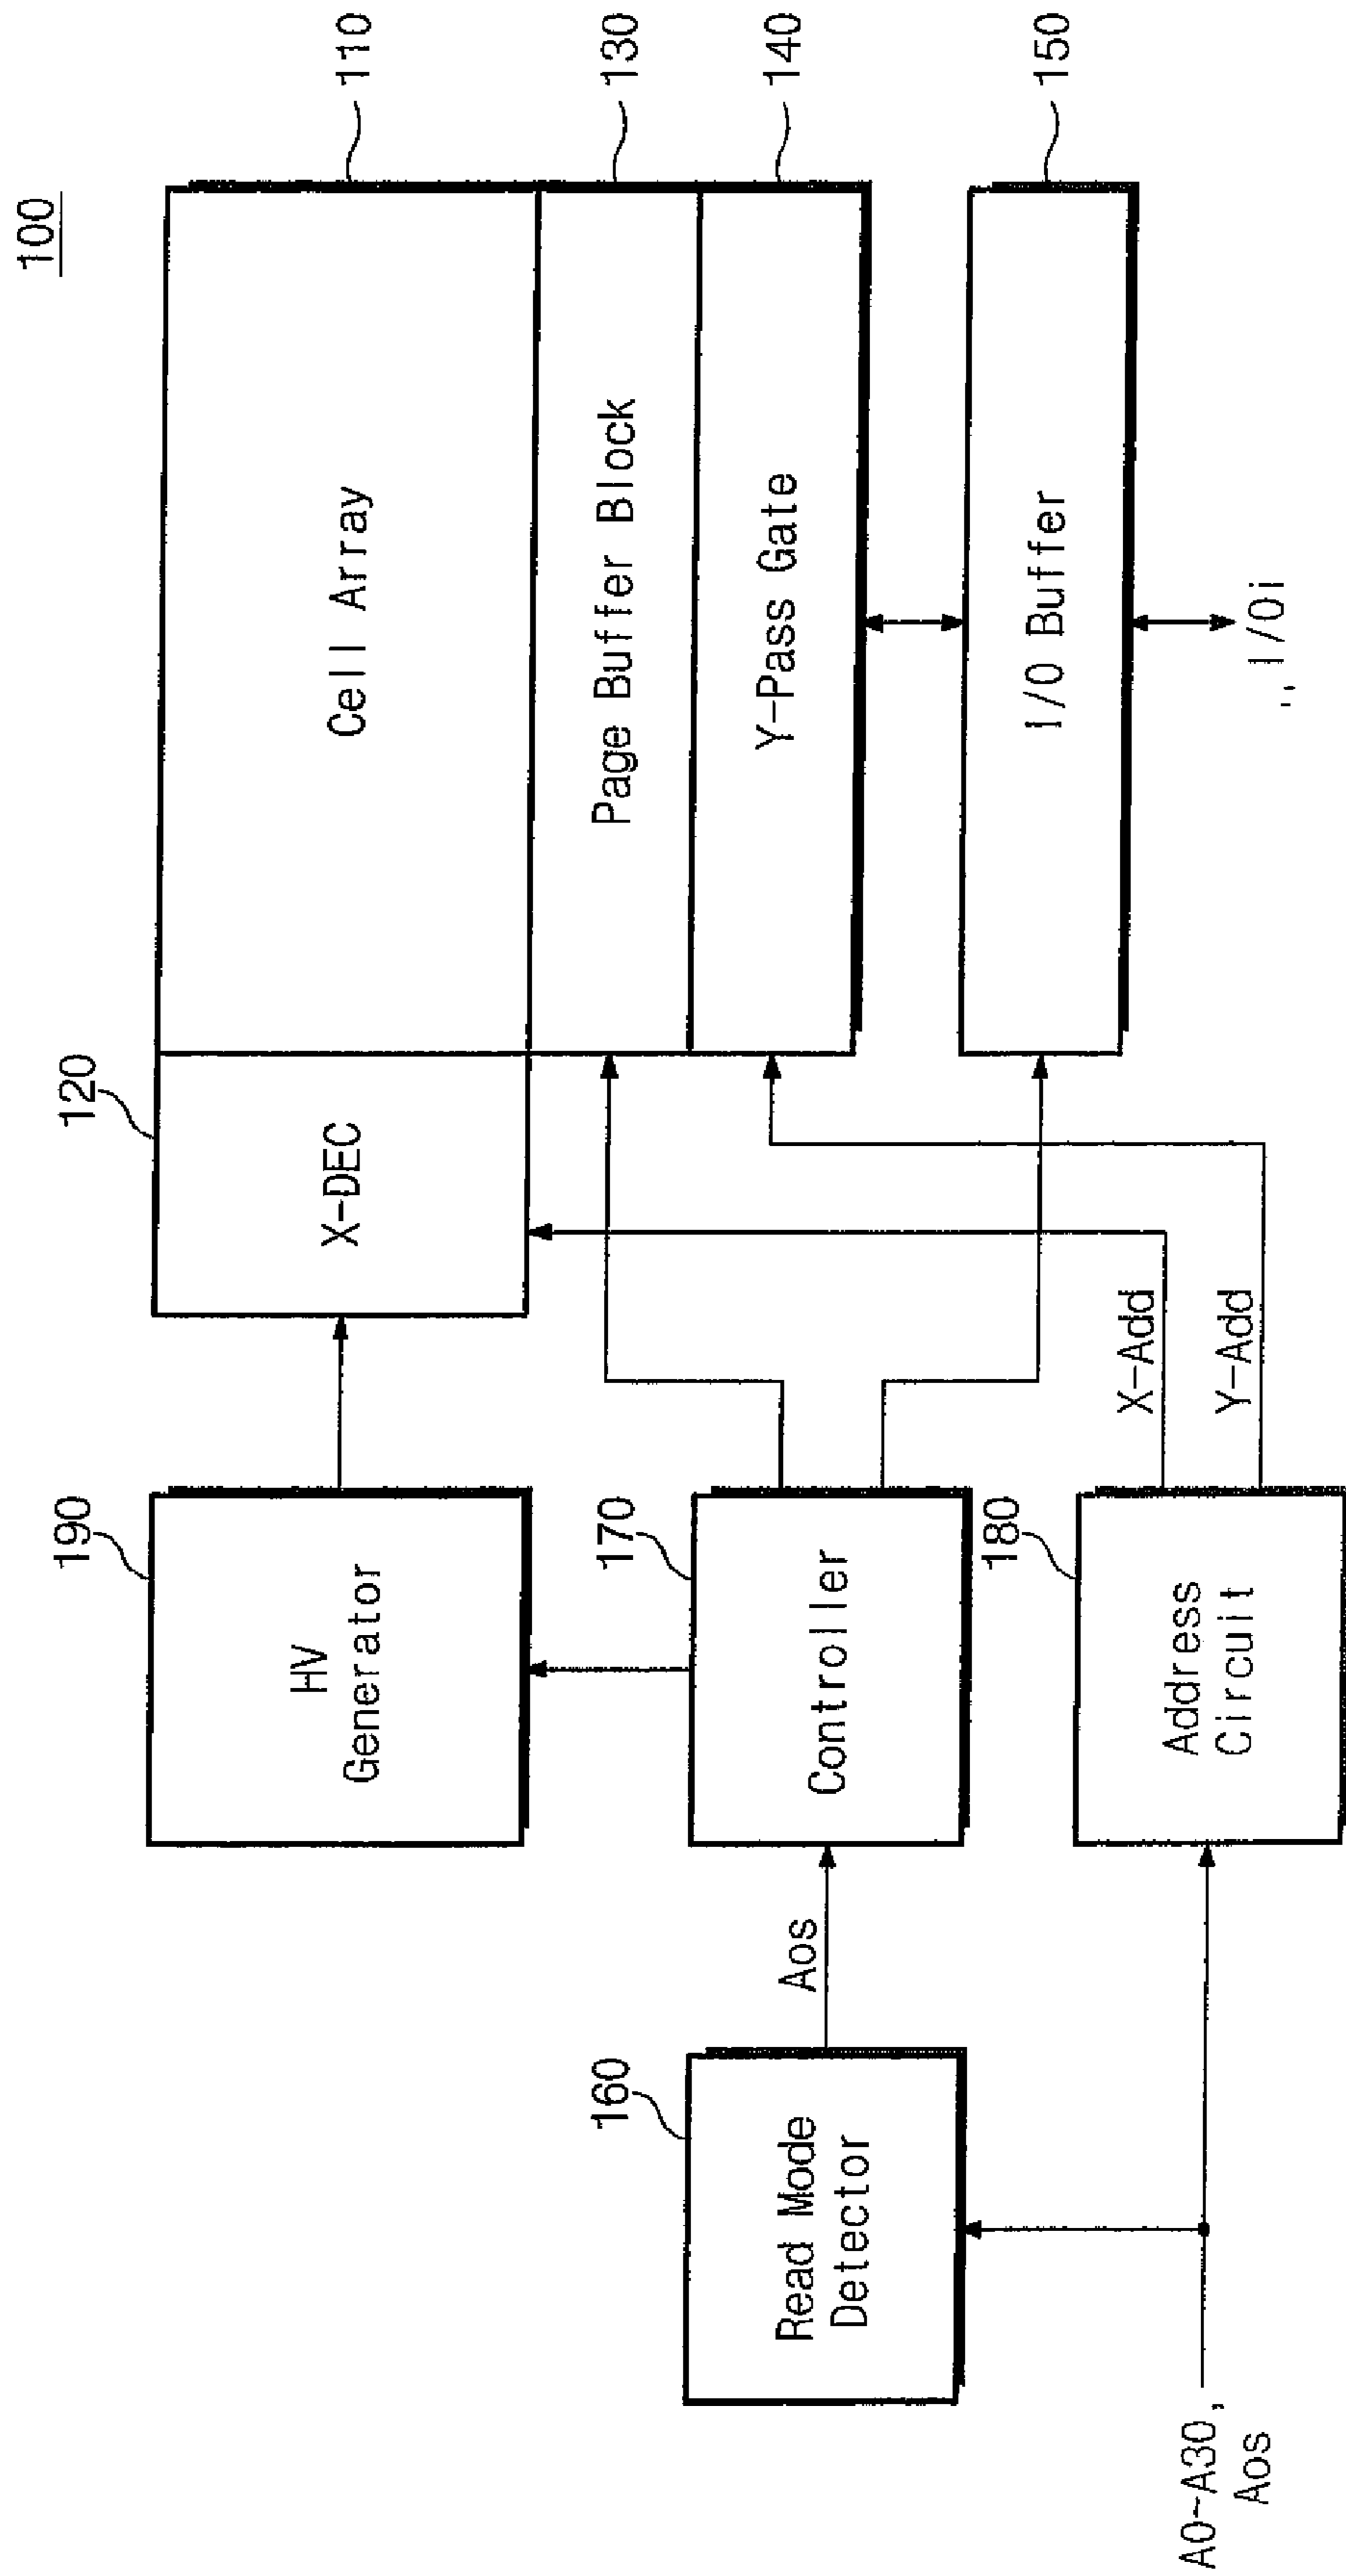 100
190
HV
Generator
120
X-DEC
Cell Array
110
Page Buffer Block
130
Y-Pass Gate
140
160
Read Mode
Detector
Aos
170
Controller
I/O Buffer
150
180
Address
Circuit
X-Add
Y-Add
I/Oi
A0~A30,
Aos